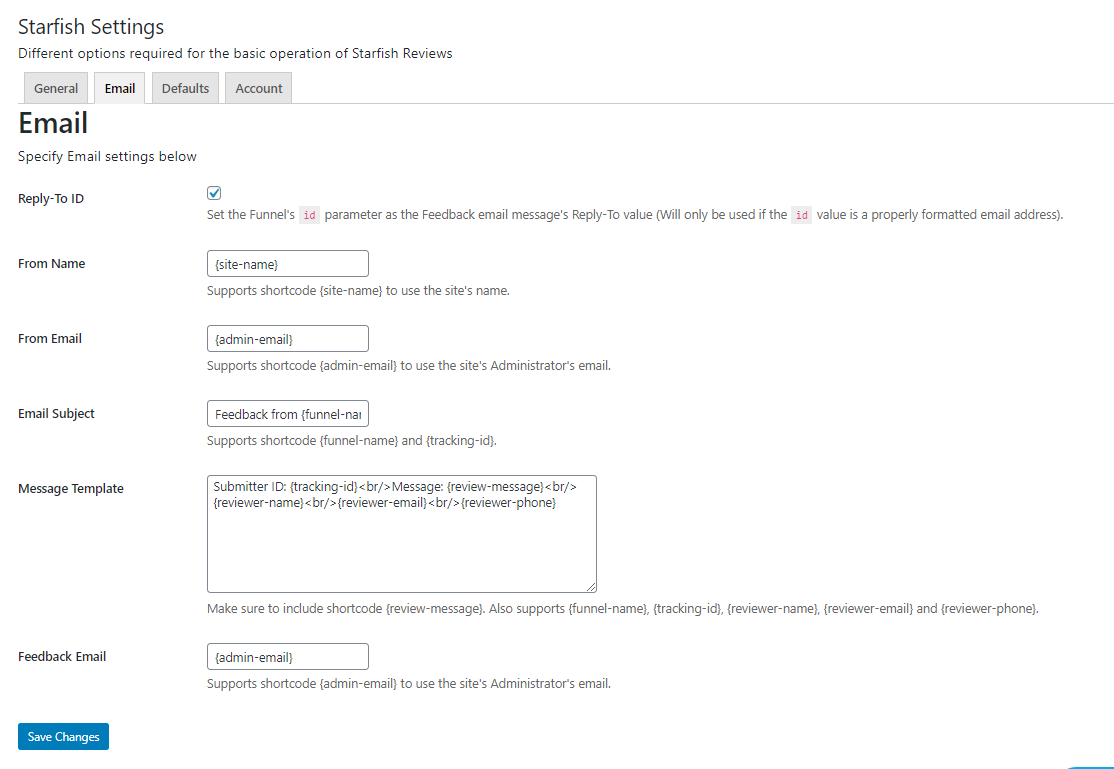 Starfish Settings
Different options required for the basic operation of Starfish Reviews
General Email Defaults Account
Email
Specify Email settings below
Reply-To ID
Set the Funnel's id parameter as the Feedback email message's Reply-To value (Will only be used if the id value is a properly formatted email address).
From Name
{site-name}
Supports shortcode {site-name} to use the site's name.
From Email
{admin-email}
Supports shortcode {admin-email} to use the site's Administrator's email.
Email Subject
Feedback from {funnel-nar
Supports shortcode {funnel-name} and {tracking-id}.
Message Template
Submitter ID: {tracking-id}<br/>Message: {review-message}<br/>
{reviewer-name}<br/>{reviewer-email}<br/>{reviewer-phone}
Make sure to include shortcode {review-message}. Also supports {funnel-name}, {tracking-id}, {reviewer-name}, {reviewer-email} and {reviewer-phone}.
Feedback Email
{admin-email}
Supports shortcode {admin-email} to use the site's Administrator's email.
Save Changes